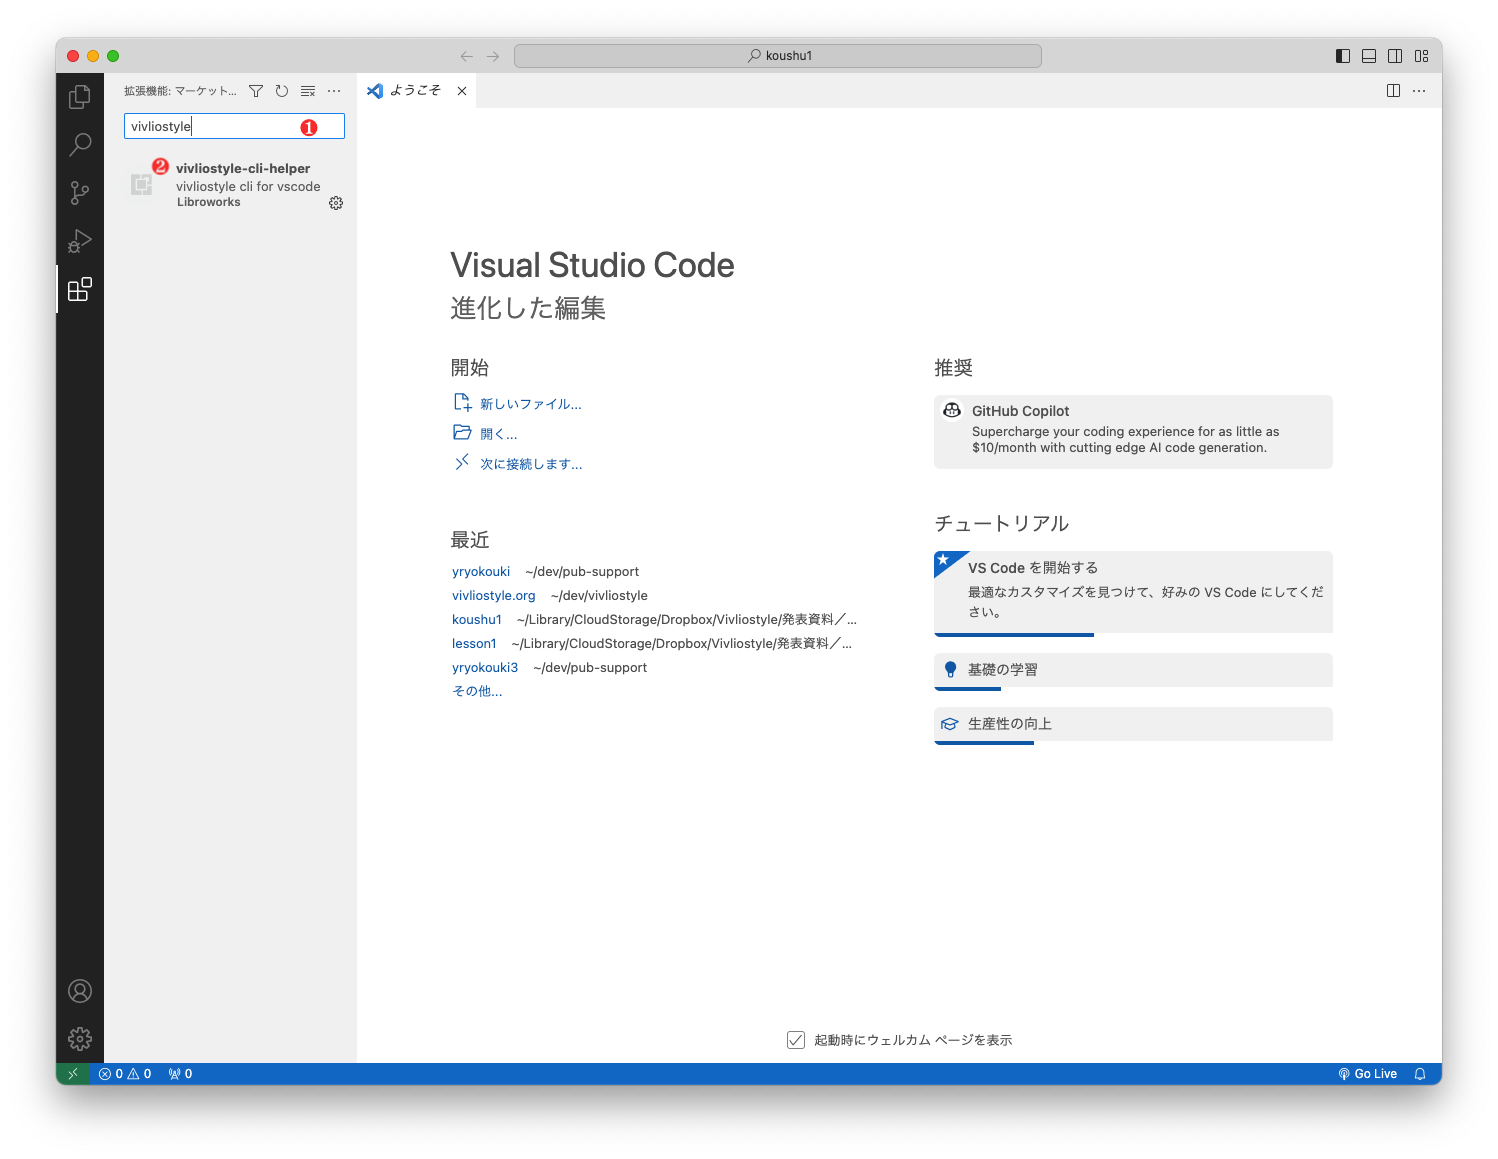 koushu1
拡張機能: マーケット...
ようこそ
vivliostyle
1
2
vivliostyle-cli-helper
vivliostyle cli for vscode
Libroworks
Visual Studio Code
進化した編集
開始
新しいファイル...
開く...
次に接続します...
最近
yryokouki ~/dev/pub-support
vivliostyle.org ~/dev/vivliostyle
koushu1 ~/Library/CloudStorage/Dropbox/Vivliostyle/発表資料／...
lesson1 ~/Library/CloudStorage/Dropbox/Vivliostyle/発表資料／...
yryokouki3 ~/dev/pub-support
その他...
推奨
GitHub Copilot
Supercharge your coding experience for as little as
$10/month with cutting edge AI code generation.
チュートリアル
VS Code を開始する
最適なカスタマイズを見つけて、好みの VS Code にしてくだ
さい。
基礎の学習
生産性の向上
起動時にウェルカム ページを表示
0 0 0
Go Live